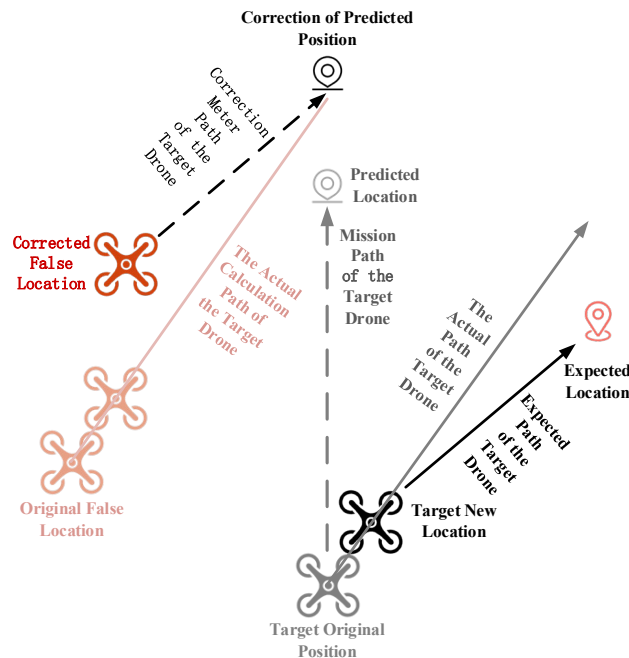 Correction of Predicted
Position
Correction
Meter
Path
of the
Target
Drone
Predicted
Location
Corrected
False
Location
The Actual
Calculation
Path of
the Target
Drone
Mission
Path
of the
Target
Drone
The
Actual
Path
of the
Target
Drone
Expected
Location
Expected
Path
of the
Target
Drone
Original False
Location
Target New
Location
Target Original
Position